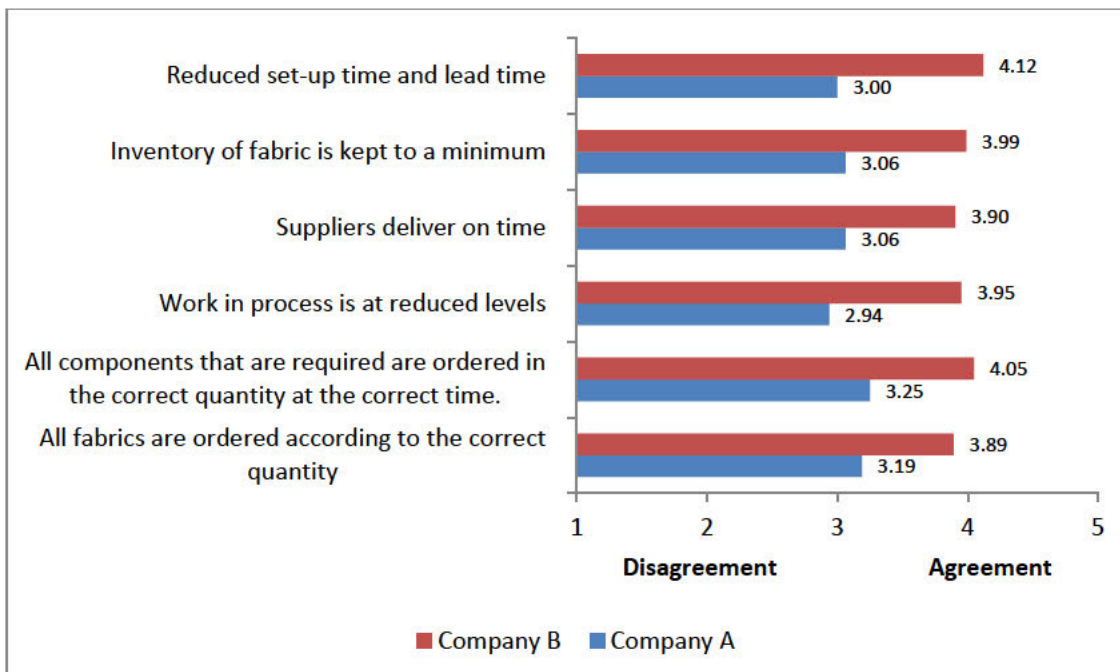 Reduced set-up time and lead time
4.12
3.00
Inventory of fabric is kept to a minimum
3.99
3.06
Suppliers deliver on time
3.90
3.06
Work in process is at reduced levels
3.95
2.94
All components that are required are ordered in
the correct quantity at the correct time.
4.05
3.25
All fabrics are ordered according to the correct
quantity
3.89
3.19
1 2 3 4 5
Disagreement Agreement
Company B Company A